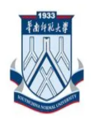 1933
华南师范大学
SOUTH CHINA NORMAL UNIVERSITY